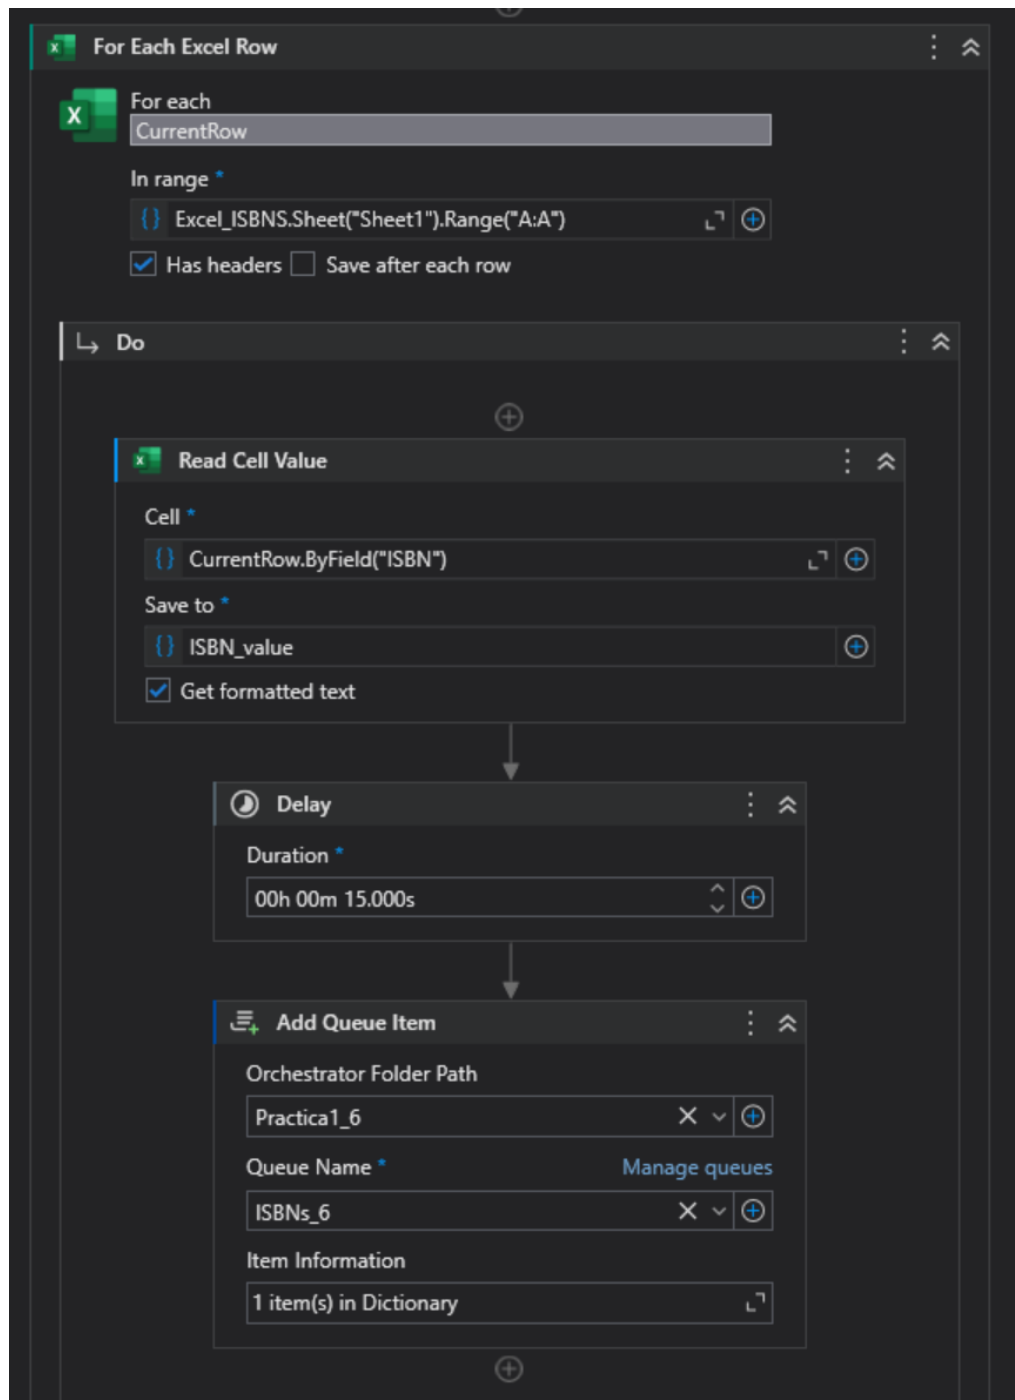 For Each Excel Row
For each
CurrentRow
In range *
Excel_ISBNS.Sheet("Sheet1").Range("A:A")
Has headers Save after each row
Do
Read Cell Value
Cell *
CurrentRow.ByField("ISBN")
Save to *
ISBN_value
Get formatted text
Delay
Duration *
00h 00m 15.000s
Add Queue Item
Orchestrator Folder Path
Practica1_6
Queue Name * Manage queues
ISBNs_6
Item Information
1 item(s) in Dictionary